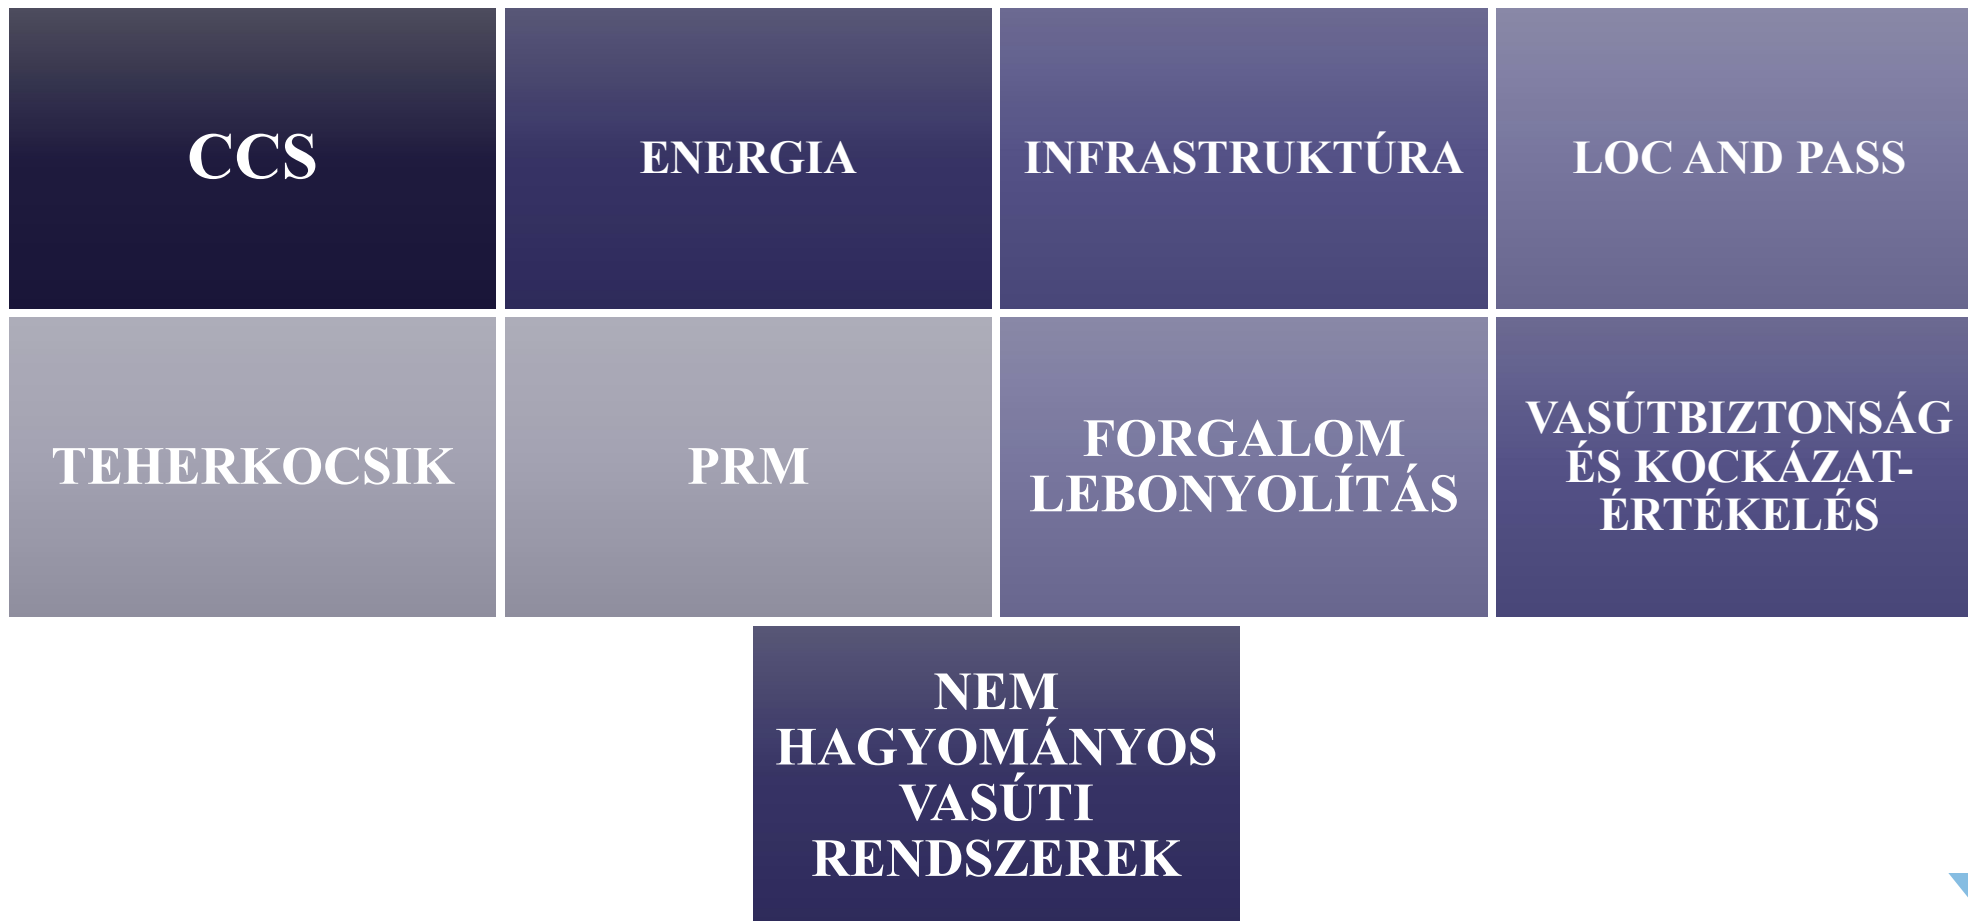 CCS
ENERGIA
INFRASTRUKTÚRA
LOC AND PASS
TEHERKOCSIK
PRM
FORGALOM
LEBONYOLÍTÁS
VASÚTBIZTONSÁG
ÉS KOCKÁZAT-
ÉRTÉKELÉS
NEM
HAGYOMÁNYOS
VASÚTI
RENDSZEREK